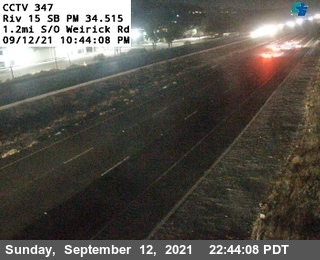 CCTV 347
Riv 15 SB PM 34.515
1.2mi S/O Weirick Rd
09/12/21 10:44:08 PM
Sunday, September 12, 2021 22:44:08 PDT